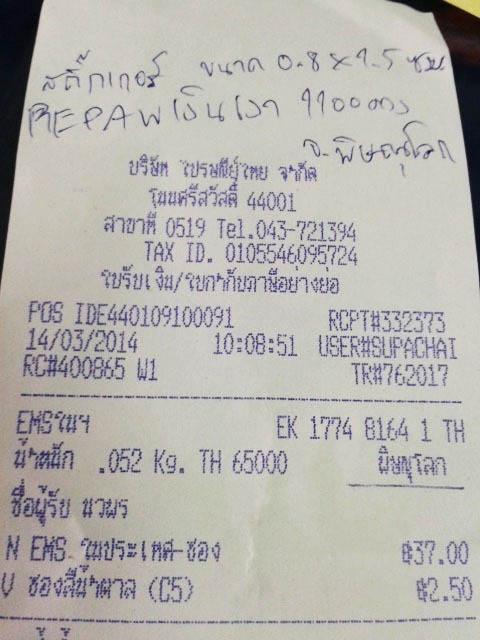 สติ๊กเกอร์ ขนาด 0.8 x 1.5 ซม
เงินเงา 1100 ดวง
จ.พิษณุโลก
บริษัท ไปรษณีย์ไทย จำกัด
โนนศรีสวัสดิ์ 44001
สาขาที่ 0519 Tel.043-721394
TAX ID. 0105546095724
ใบรับเงิน/ใบกำกับภาษีอย่างย่อ
POS IDE440109100091 RCPT#332373
14/03/2014 10:08:51 USER#SUPACHAI
RC#400865 W1 TR#762017
EMSในฯ EK 1774 8164 1 TH
น้ำหนัก .052 Kg. TH 65000 พิษณุโลก
ชื่อผู้รับ นวพร
N EMS ในประเทศ-ซอง ฿37.00
U ซองสีน้ำตาล (C5) ฿2.50